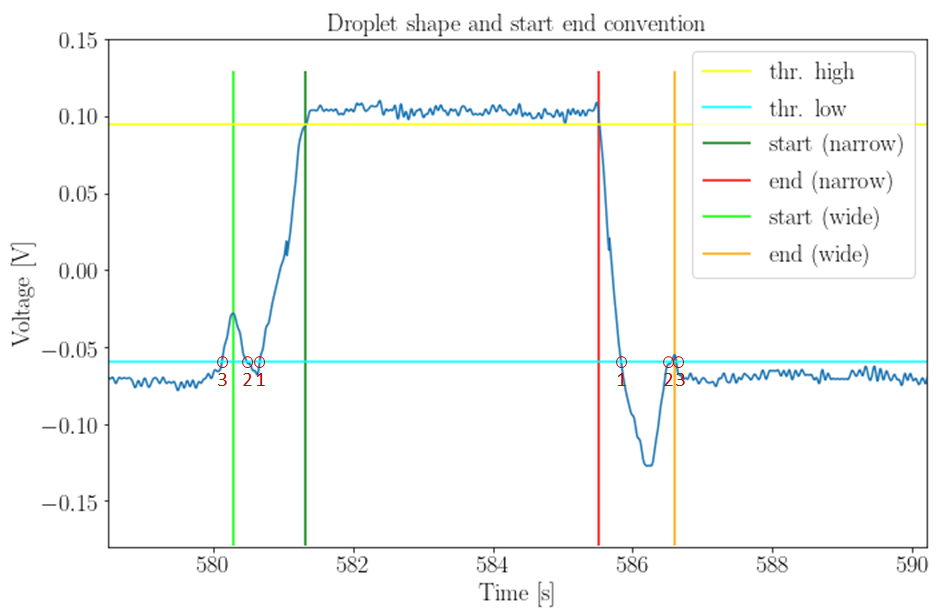 Droplet shape and start end convention
0.15
0.10
0.05
0.00
−0.05
−0.10
−0.15
Voltage [V]
thr. high
thr. low
start (narrow)
end (narrow)
start (wide)
end (wide)
3 2 1 1 2 3
580 582 584 586 588 590
Time [s]